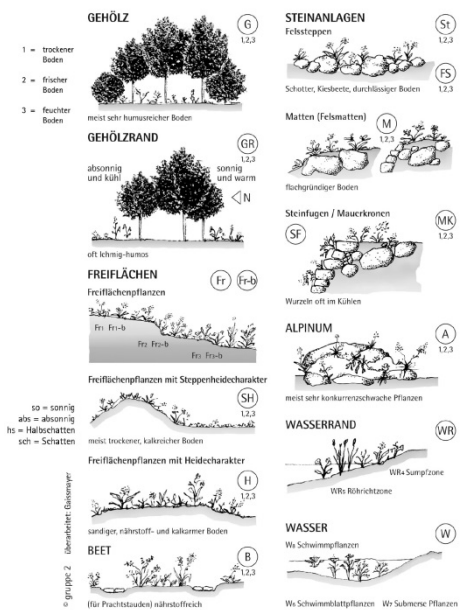 1 = trockener
Boden
2 = frischer
Boden
3 = feuchter
Boden
GEHÖLZ
G
1,2,3
meist sehr humusreicher Boden
GEHÖLZRAND
GR
1,2,3
absonnig
und kühl
sonnig
und warm
N
oft lehmig-humos
FREIFLÄCHEN
Fr
Fr-b
Freiflächenpflanzen
Fr1 Fr1-b
Fr2 Fr2-b
Fr3 Fr3-b
Freiflächenpflanzen mit Steppenheidecharakter
SH
1,2,3
so = sonnig
abs = absonnig
hs = Halbschatten
sch = Schatten
meist trockener, kalkreicher Boden
Freiflächenpflanzen mit Heidecharakter
H
1,2,3
sandiger, nährstoff- und kalkarmer Boden
BEET
B
1,2,3
(für Prachtstauden) nährstoffreich
© gruppe 2 überarbeitet: Gaissmayer
STEINANLAGEN
St
1,2,3
Felssteppen
FS
1,2,3
Schotter, Kiesbeete, durchlässiger Boden
Matten (Felsmatten)
M
1,2,3
flachgründiger Boden
Steinfugen / Mauerkronen
MK
1,2,3
SF
Wurzeln oft im Kühlen
ALPINUM
A
1,2,3
meist sehr konkurrenzschwache Pflanzen
WASSERRAND
WR
WR4 Sumpfzone
WR5 Röhrichtzone
WASSER
W
W8 Schwimmpflanzen
W6 Schwimmblattpflanzen W7 Submerse Pflanzen